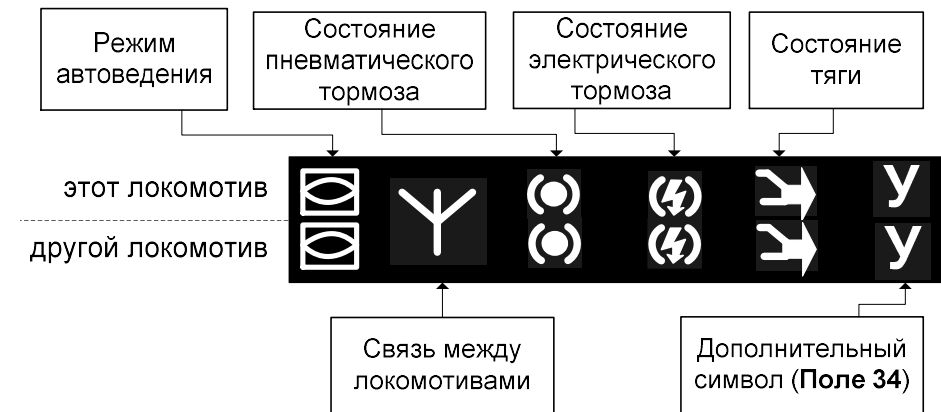 Режим
автоведения
Состояние
пневматического
тормоза
Состояние
электрического
тормоза
Состояние
тяги
этот локомотив
У
другой локомотив
У
Связь между
локомотивами
Дополнительный
символ (Поле 34)